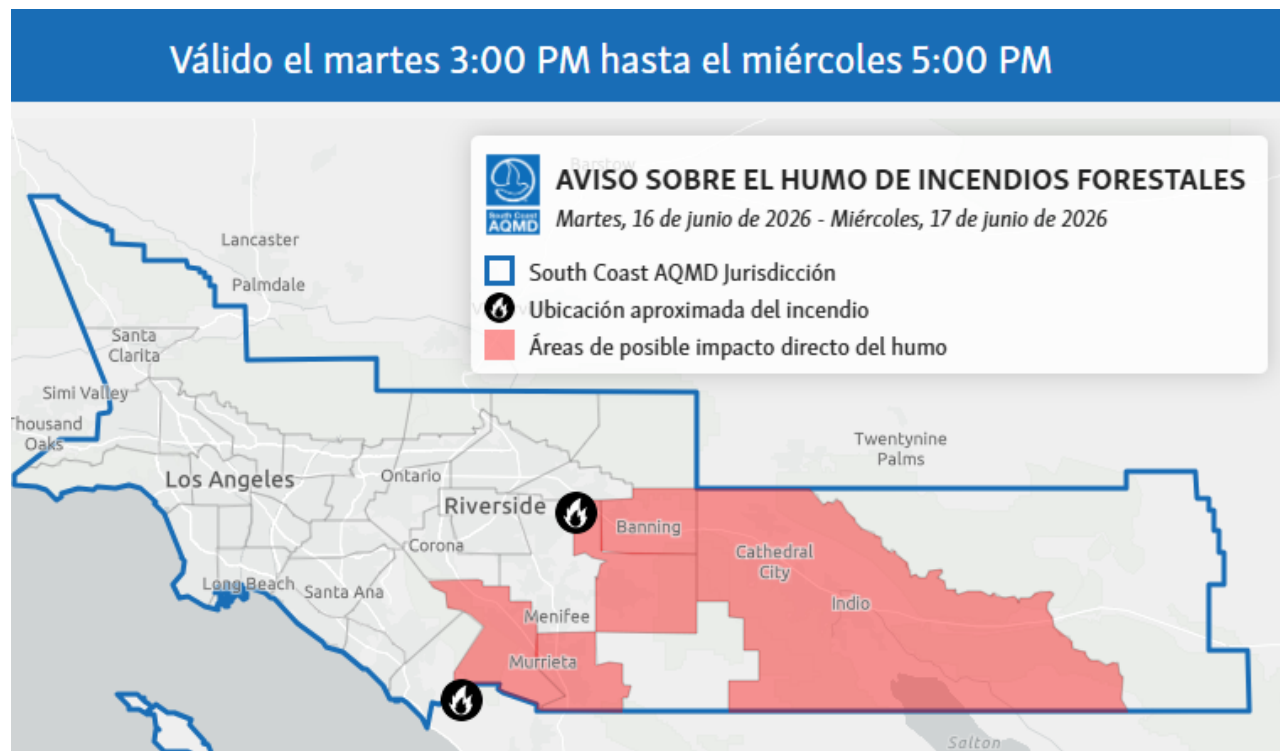 Válido el martes 3:00 PM hasta el miércoles 5:00 PM
Barstow
AVISO SOBRE EL HUMO DE INCENDIOS FORESTALES
South Coast
AQMD
Martes, 16 de junio de 2026 - Miércoles, 17 de junio de 2026
South Coast AQMD Jurisdicción
Ubicación aproximada del incendio
Áreas de posible impacto directo del humo
Lancaster
Palmdale
Santa
Clarita
Simi Valley
Thousand
Oaks
Los Angeles
Ontario
Riverside
Banning
Twentynine
Palms
Corona
Cathedral
City
Long Beach
Santa Ana
Menifee
Indio
Murrieta
Salton